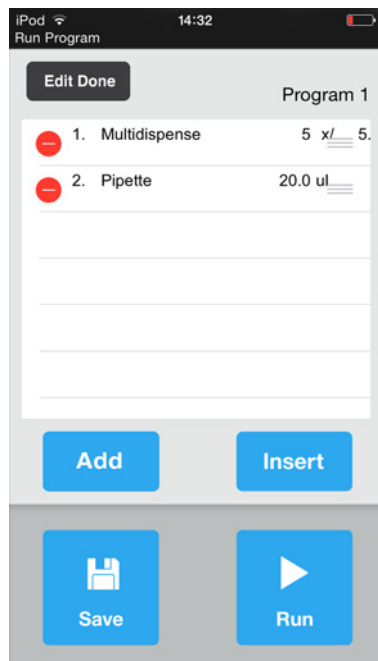 iPod 14:32
Run Program
Edit Done
Program 1
1. Multidispense 5 x/ 5.
2. Pipette 20.0 ul
Add Insert
Save Run